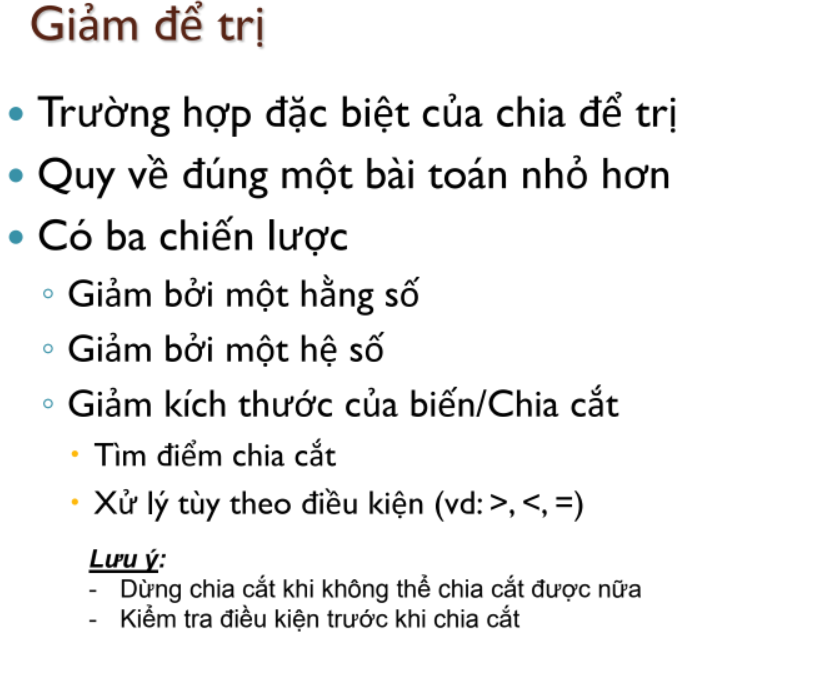 Giảm để trị
• Trường hợp đặc biệt của chia để trị
• Quy về đúng một bài toán nhỏ hơn
• Có ba chiến lược
◦ Giảm bởi một hằng số
◦ Giảm bởi một hệ số
◦ Giảm kích thước của biến/Chia cắt
• Tìm điểm chia cắt
• Xử lý tùy theo điều kiện (vd: >, <, =)
Lưu ý:
- Dừng chia cắt khi không thể chia cắt được nữa
- Kiểm tra điều kiện trước khi chia cắt